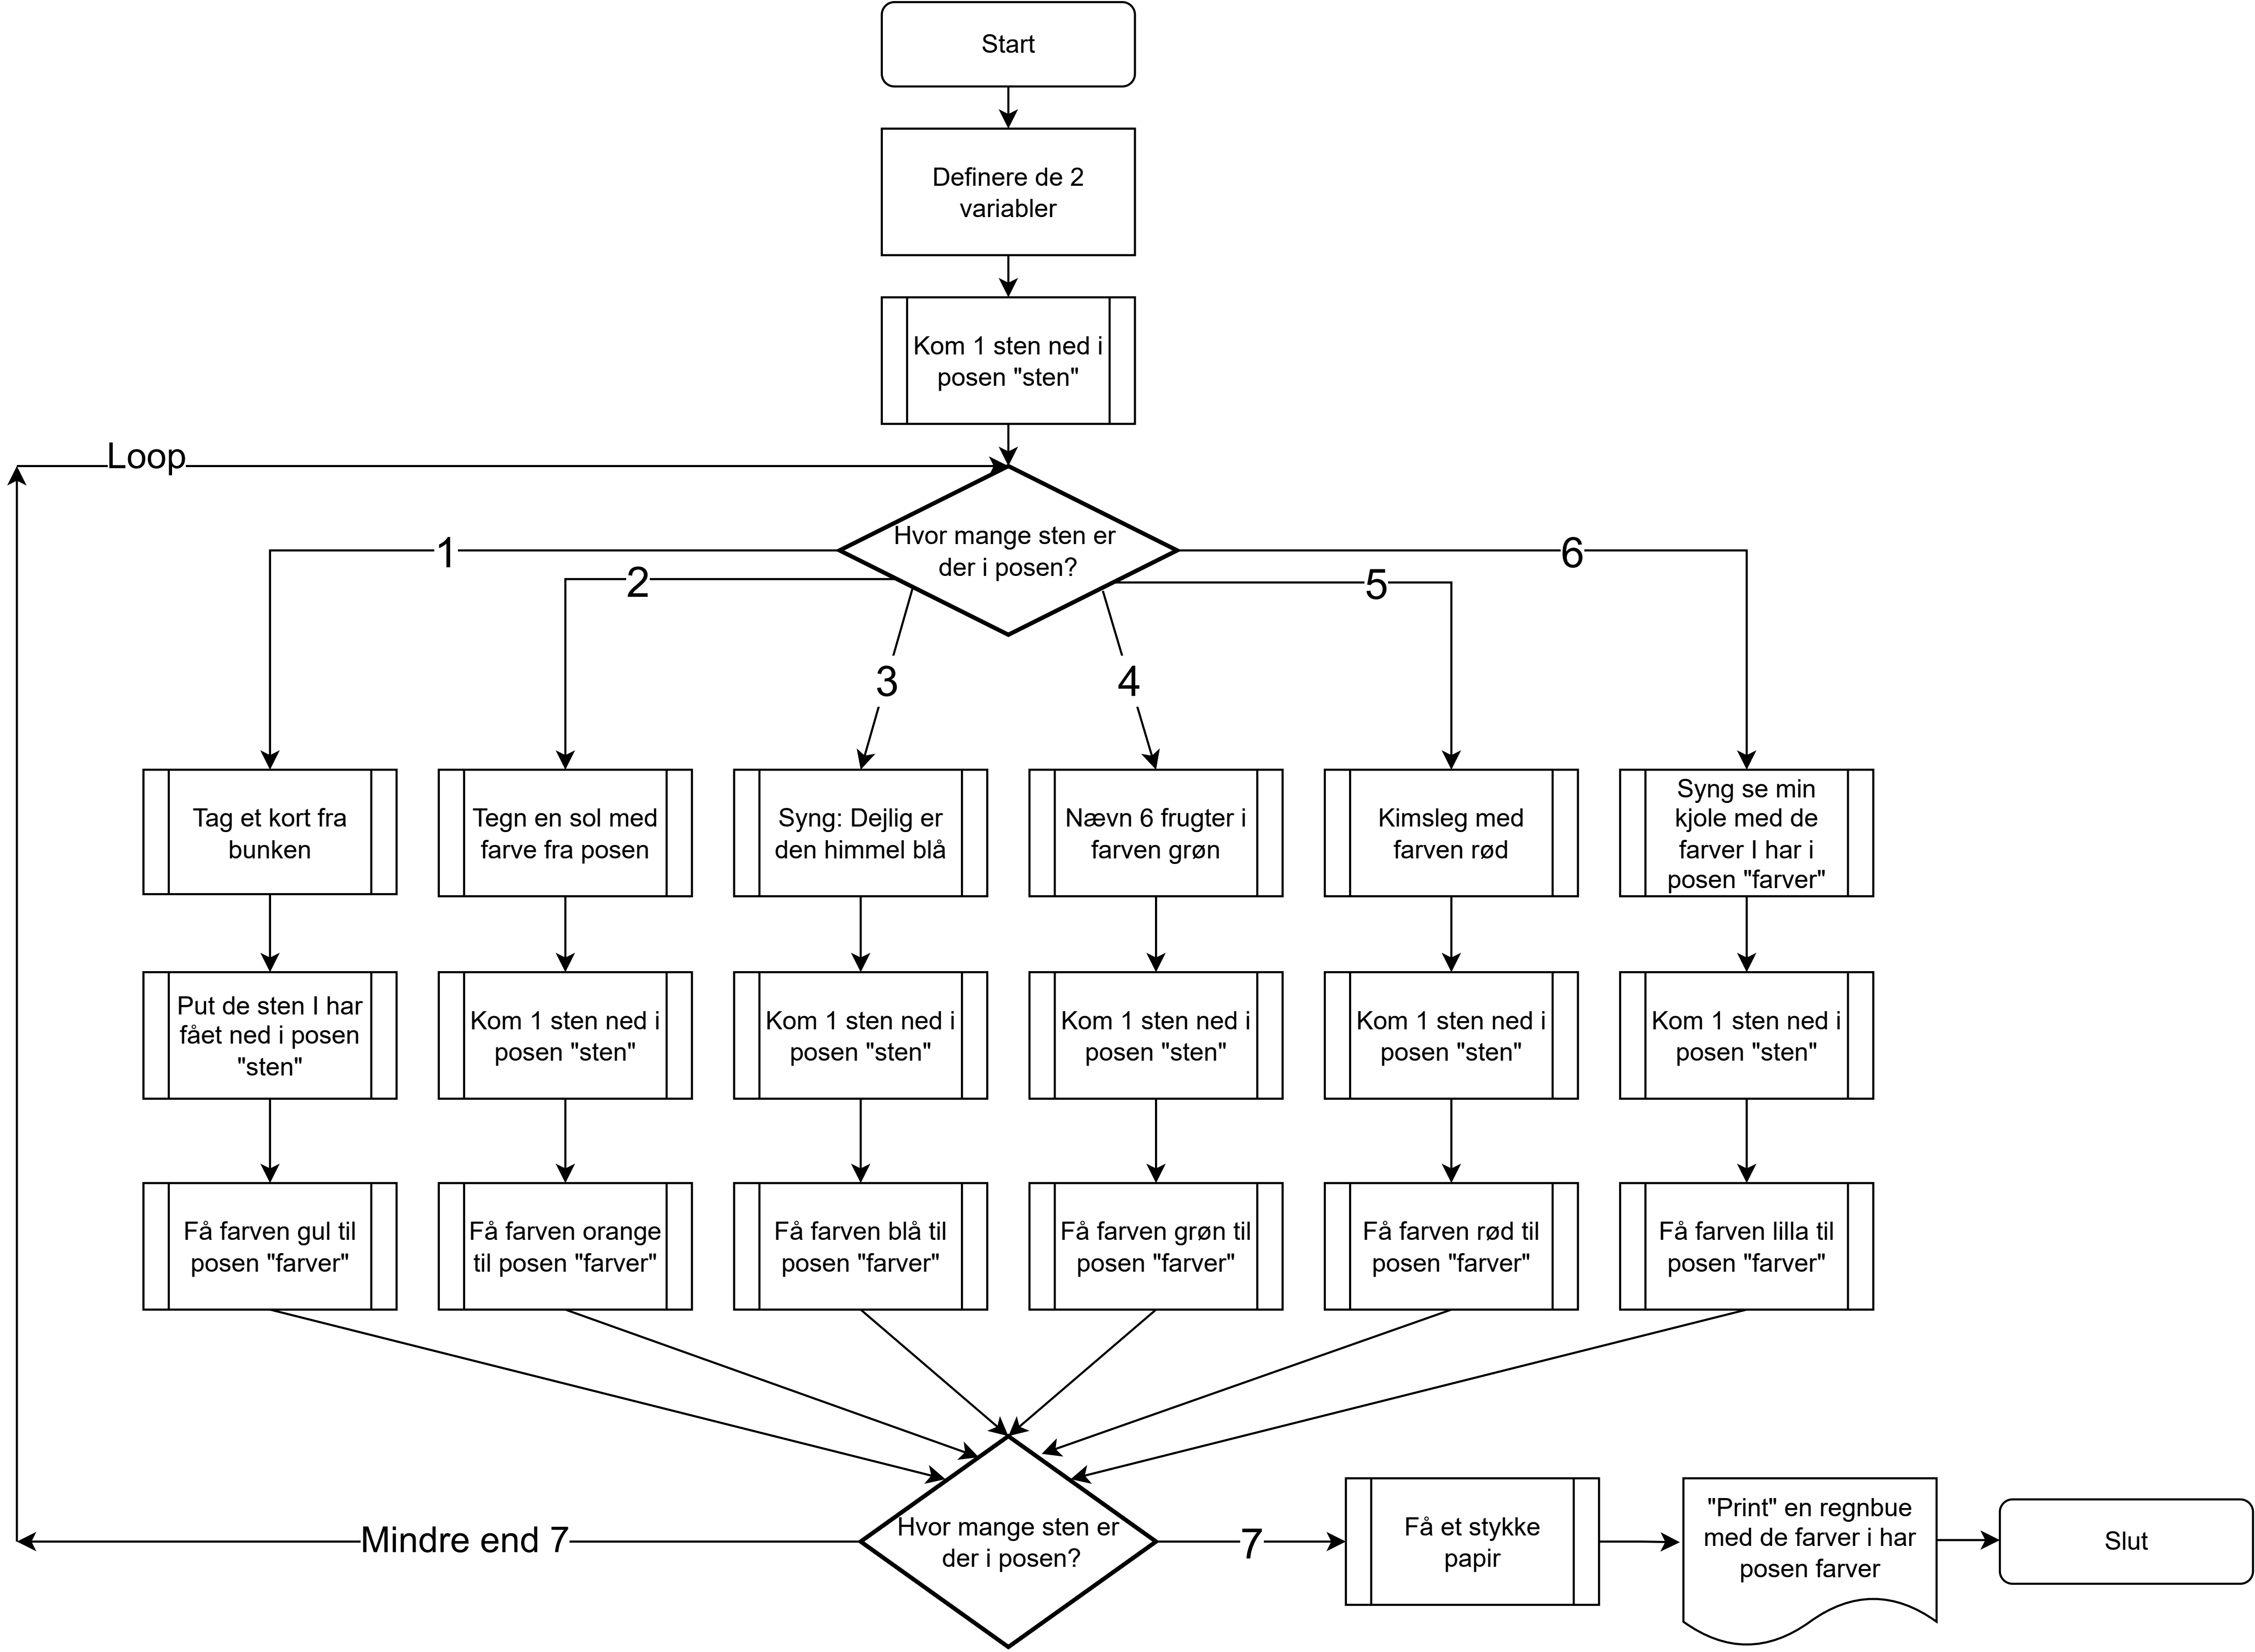 Start
Definere de 2
variabler
Kom 1 sten ned i
posen "sten"
Loop
Hvor mange sten er
der i posen?
1
2
3
4
5
6
Tag et kort fra
bunken
Tegn en sol med
farve fra posen
Syng: Dejlig er
den himmel blå
Nævn 6 frugter i
farven grøn
Kimsleg med
farven rød
Syng se min
kjole med de
farver I har i
posen "farver"
Put de sten I har
fået ned i posen
"sten"
Kom 1 sten ned i
posen "sten"
Kom 1 sten ned i
posen "sten"
Kom 1 sten ned i
posen "sten"
Kom 1 sten ned i
posen "sten"
Kom 1 sten ned i
posen "sten"
Få farven gul til
posen "farver"
Få farven orange
til posen "farver"
Få farven blå til
posen "farver"
Få farven grøn til
posen "farver"
Få farven rød til
posen "farver"
Få farven lilla til
posen "farver"
Mindre end 7
Hvor mange sten er
der i posen?
7
Få et stykke
papir
"Print" en regnbue
med de farver i har
posen farver
Slut